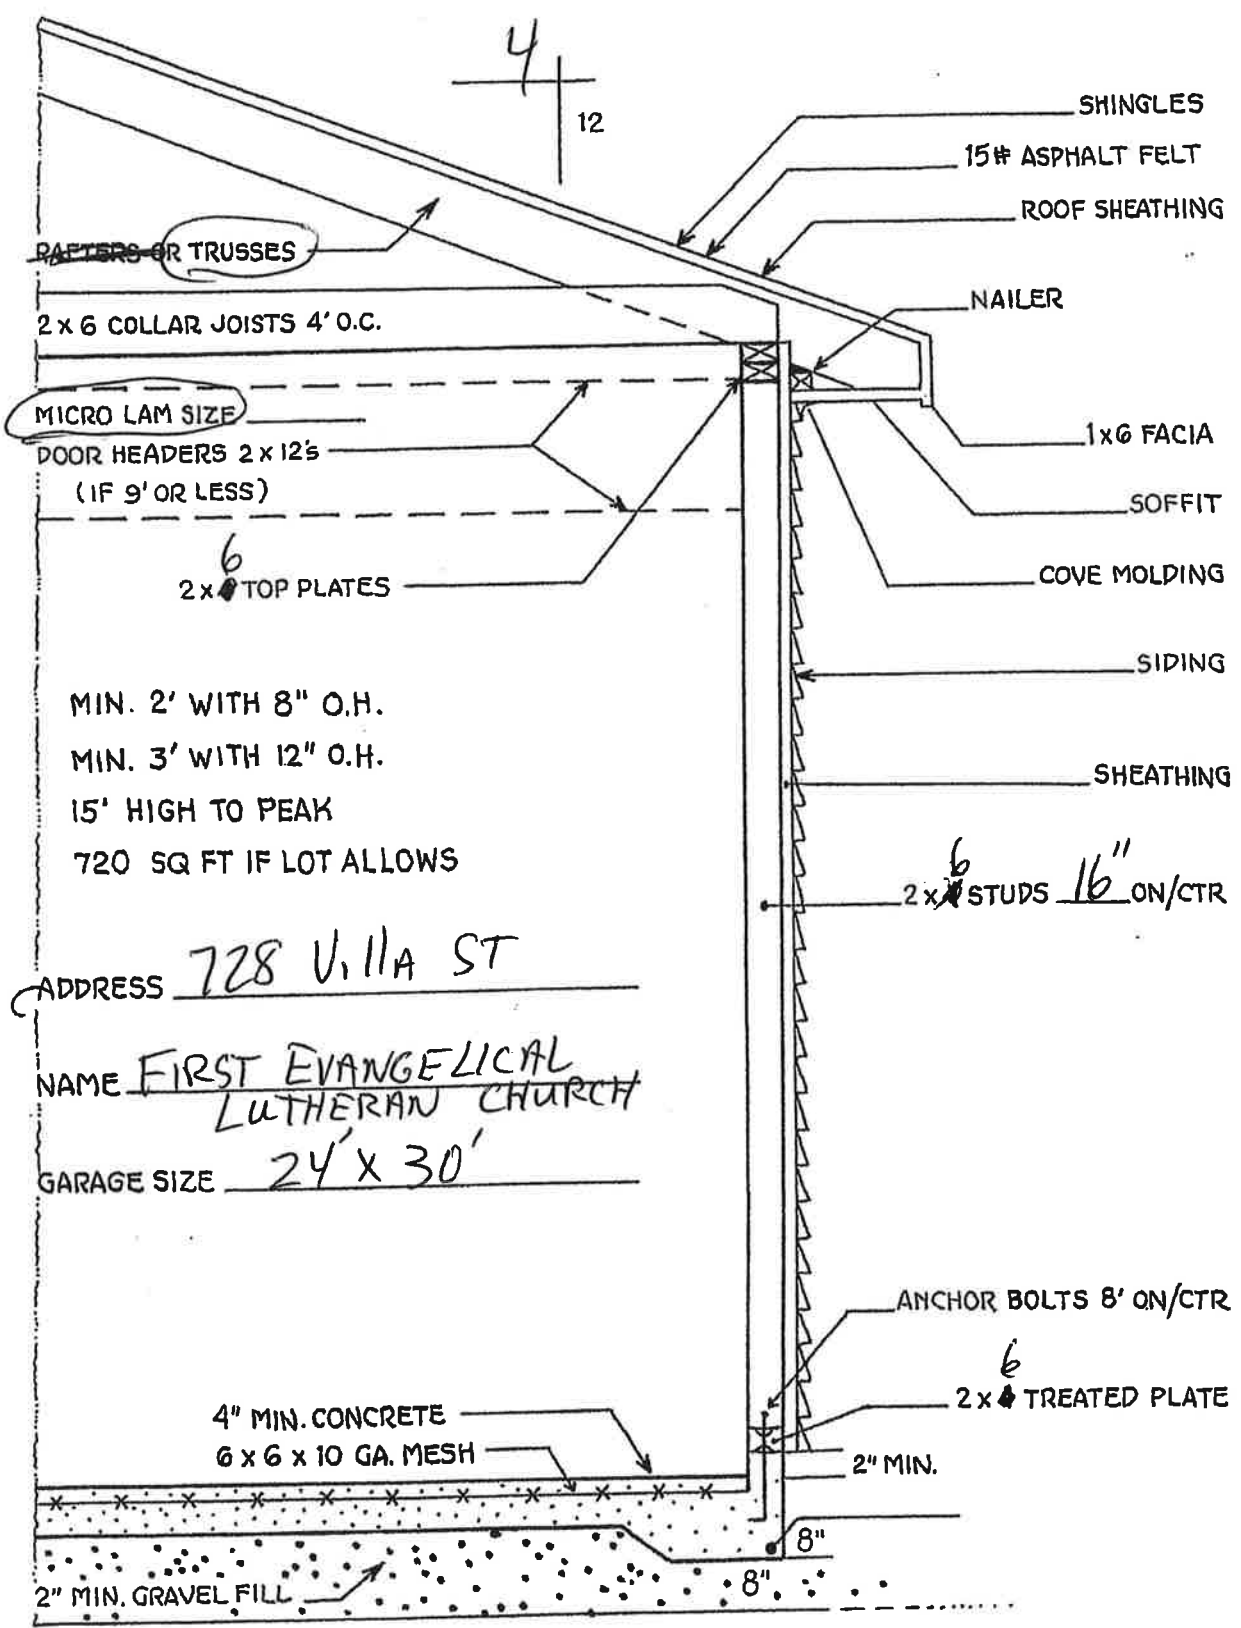 4
12
SHINGLES
15# ASPHALT FELT
ROOF SHEATHING
RAFTERS OR TRUSSES
NAILER
2 x 6 COLLAR JOISTS 4' O.C.
MICRO LAM SIZE
DOOR HEADERS 2 x 12's
(IF 9' OR LESS)
1x6 FACIA
SOFFIT
6
2 x TOP PLATES
COVE MOLDING
SIDING
MIN. 2' WITH 8" O.H.
MIN. 3' WITH 12" O.H.
15' HIGH TO PEAK
720 SQ FT IF LOT ALLOWS
SHEATHING
6
2 x STUDS 16" ON/CTR
ADDRESS 728 VillA ST
NAME FIRST EVANGELICAL
LUTHERAN CHURCH
GARAGE SIZE 24' X 30'
ANCHOR BOLTS 8' ON/CTR
6
2 x TREATED PLATE
4" MIN. CONCRETE
6 x 6 x 10 GA. MESH
2" MIN.
8"
8"
2" MIN. GRAVEL FILL